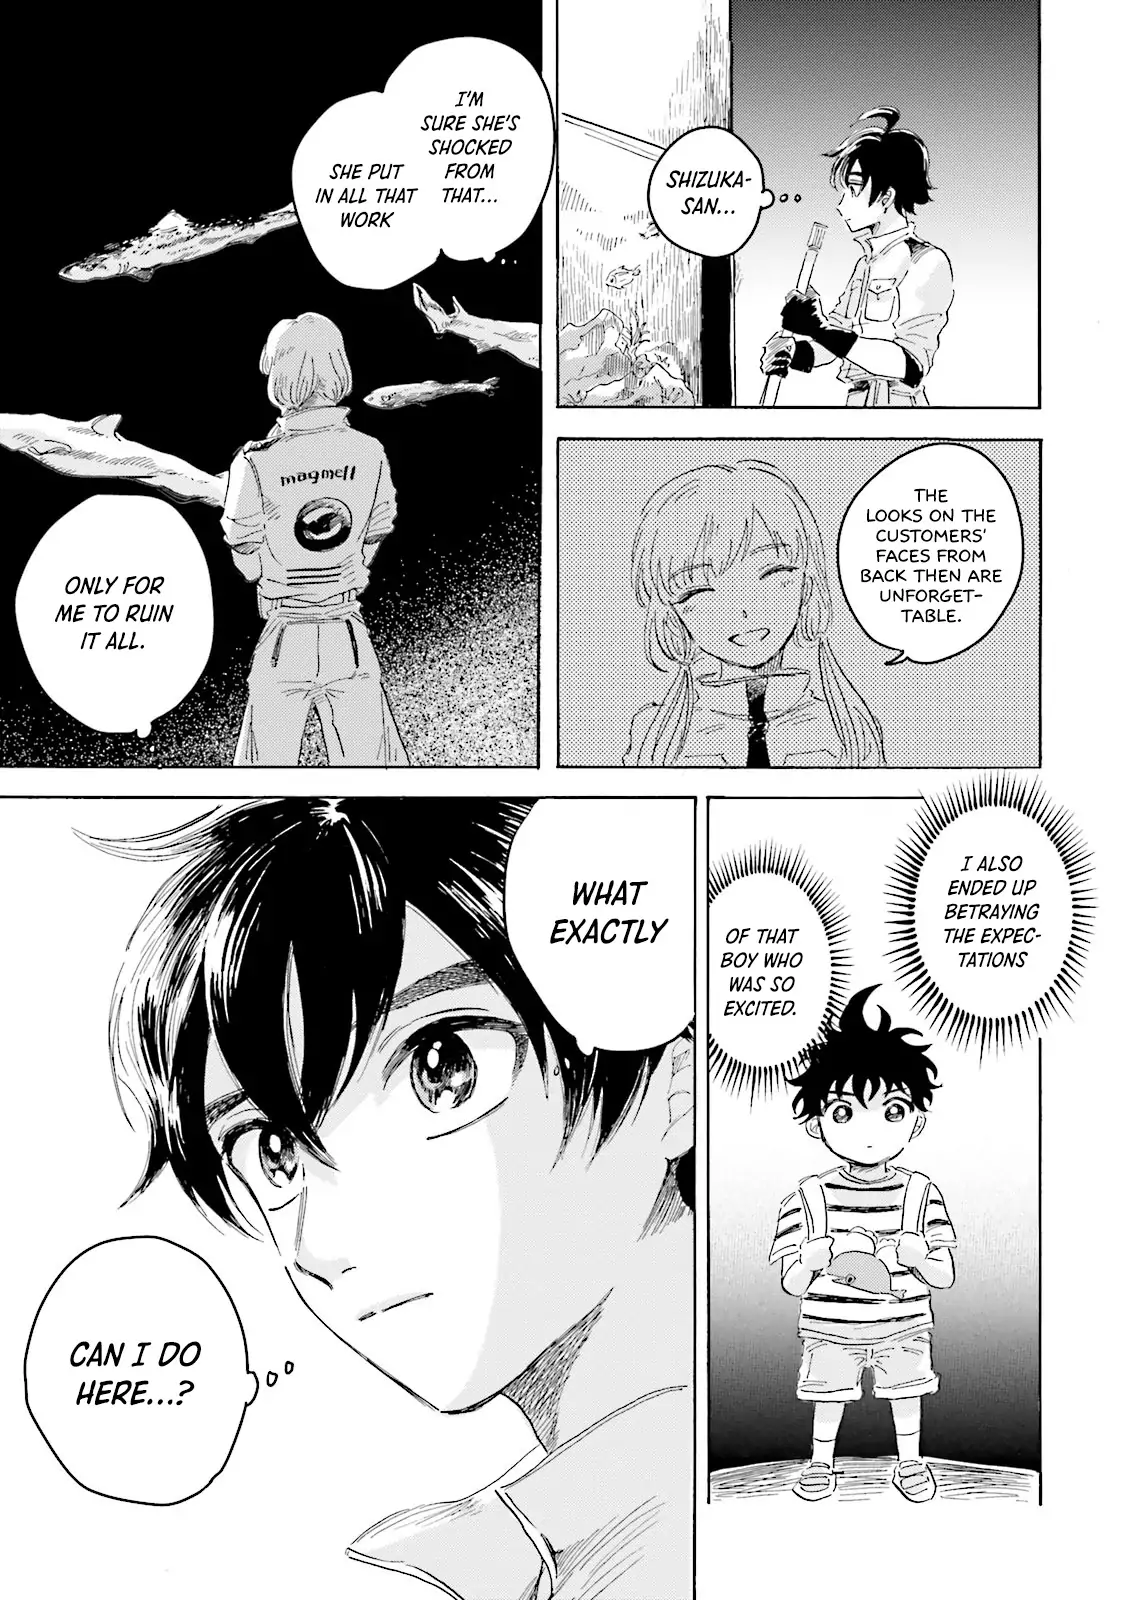 SHIZUKA-
SAN...
THE
LOOKS ON THE
CUSTOMERS'
FACES FROM
BACK THEN ARE
UNFORGET-
TABLE.
I'M
SURE SHE'S
SHOCKED
FROM
THAT...
SHE PUT
IN ALL THAT
WORK
magmell
ONLY FOR
ME TO RUIN
IT ALL.
I ALSO
ENDED UP
BETRAYING
THE EXPEC-
TATIONS
OF THAT
BOY WHO
WAS SO
EXCITED.
WHAT
EXACTLY
CAN I DO
HERE...?